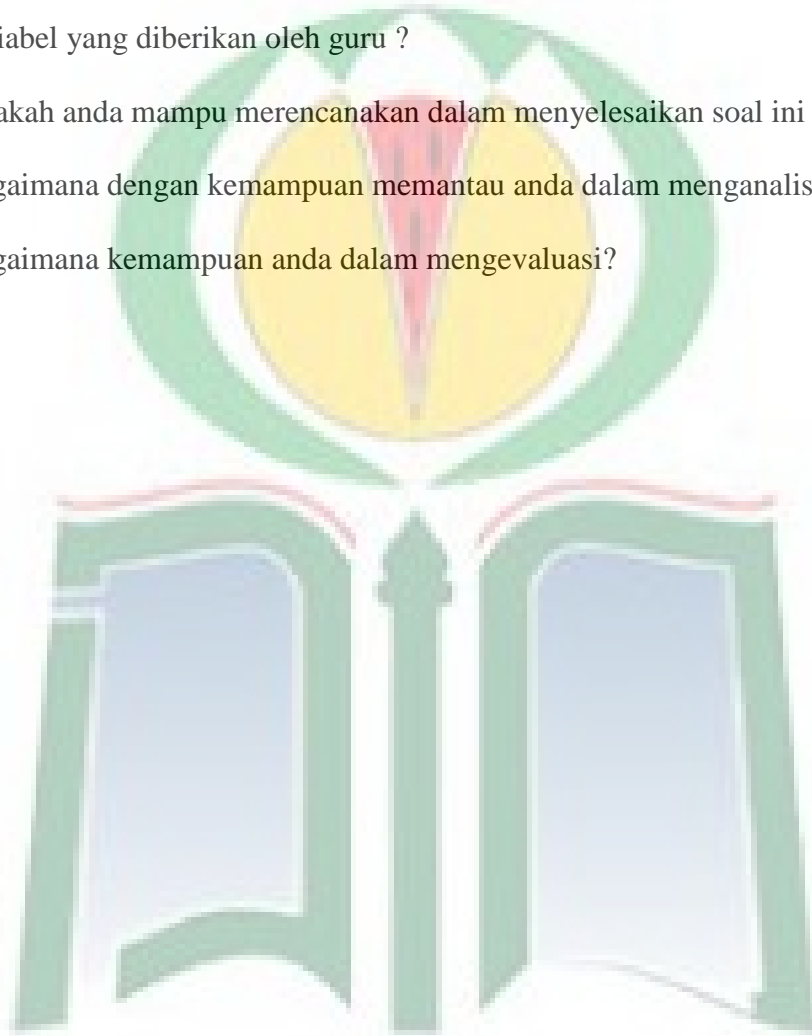 iabel yang diberikan oleh guru ?
akah anda mampu merencanakan dalam menyelesaikan soal ini
gaimana dengan kemampuan memantau anda dalam menganalis
gaimana kemampuan anda dalam mengevaluasi?